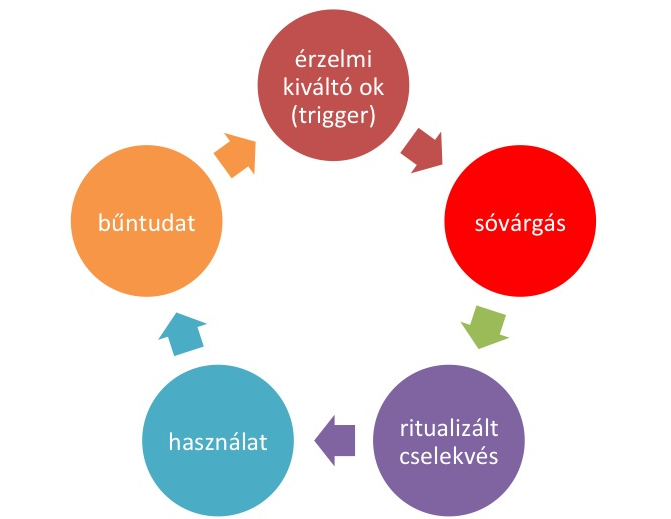 érzelmi
kiváltó ok
(trigger)
sóvárgás
ritualizált
cselekvés
használat
bűntudat